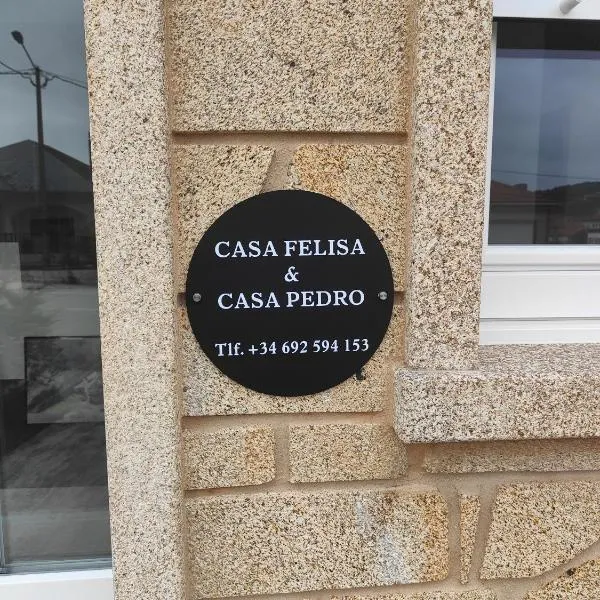 CASA FELISA
&
CASA PEDRO
Tlf. +34 692 594 153